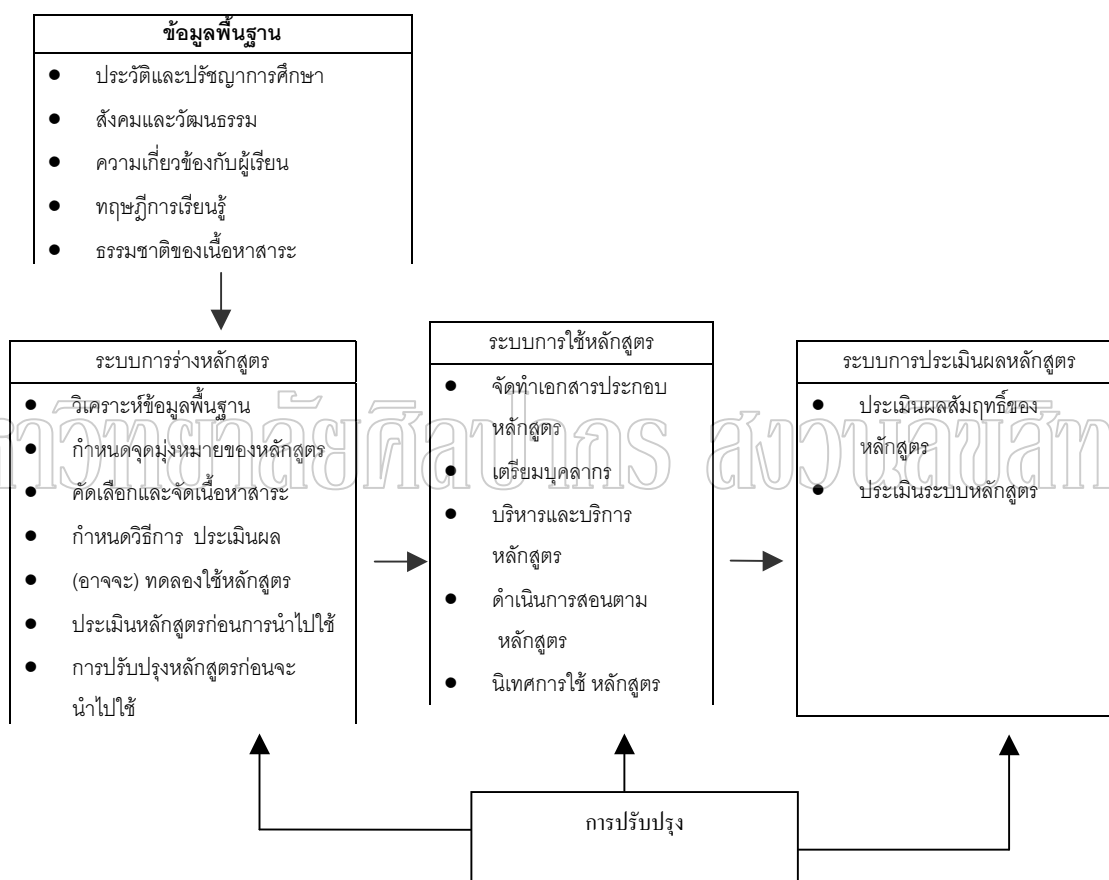 ข้อมูลพื้นฐาน
● ประวัติและปรัชญาการศึกษา
● สังคมและวัฒนธรรม
● ความเกี่ยวข้องกับผู้เรียน
● ทฤษฎีการเรียนรู้
● ธรรมชาติของเนื้อหาสาระ
ระบบการร่างหลักสูตร
● วิเคราะห์ข้อมูลพื้นฐาน
● กำหนดจุดมุ่งหมายของหลักสูตร
● คัดเลือกและจัดเนื้อหาสาระ
● กำหนดวิธีการ ประเมินผล
● (อาจจะ) ทดลองใช้หลักสูตร
● ประเมินหลักสูตรก่อนการนำไปใช้
● การปรับปรุงหลักสูตรก่อนจะ
นำไปใช้
ระบบการใช้หลักสูตร
● จัดทำเอกสารประกอบ
หลักสูตร
● เตรียมบุคลากร
● บริหารและบริการ
หลักสูตร
● ดำเนินการสอนตาม
หลักสูตร
● นิเทศการใช้ หลักสูตร
ระบบการประเมินผลหลักสูตร
● ประเมินผลสัมฤทธิ์ของ
หลักสูตร
● ประเมินระบบหลักสูตร
การปรับปรุง